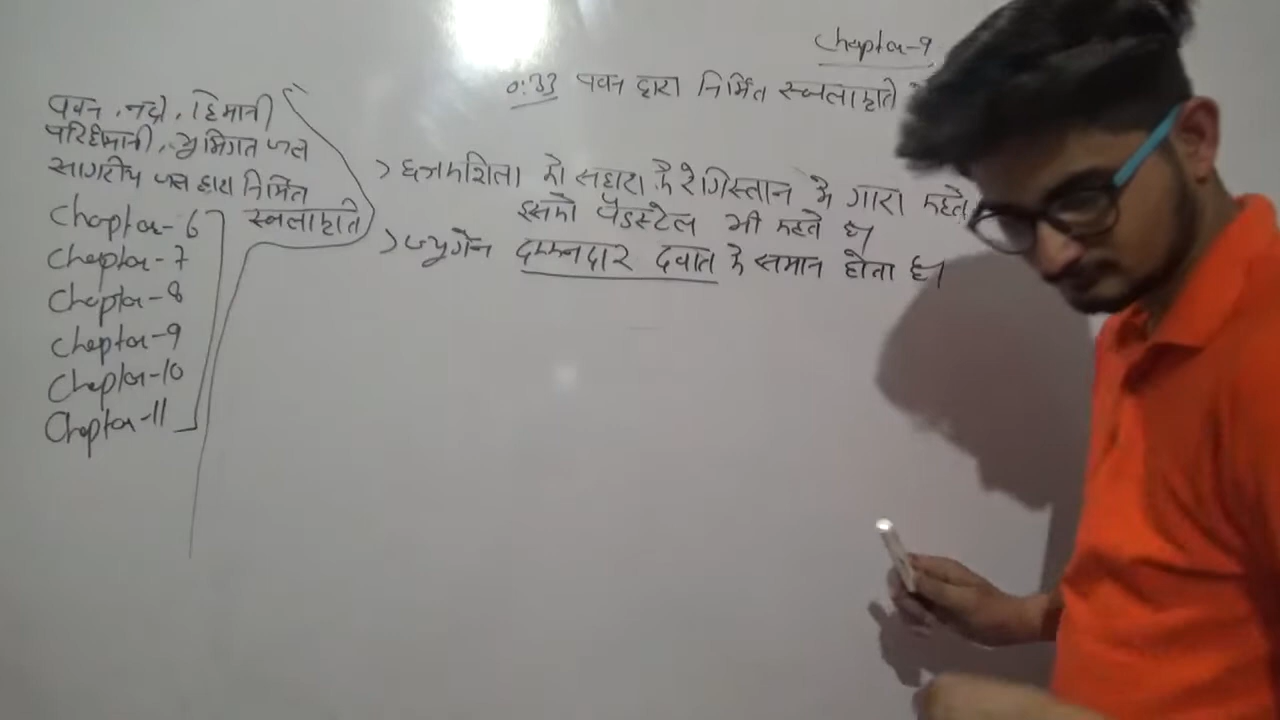 Chapter-9
0:33 पवन द्वारा निर्मित स्थलाकृति
पवन, नदी, हिमानी
परिहिमानी, भूमिगत जल
सागरीय जल द्वारा निर्मित
स्थलाकृति
Chapter-6
Chapter-7
Chapter-8
Chapter-9
Chapter-10
Chapter-11
> छत्रकशिला को सहारा के रेगिस्तान में गारा कहते
इसको पेडस्टेल भी कहते है।
> ज्युगेन ढक्कनदार दवात के समान होता है।